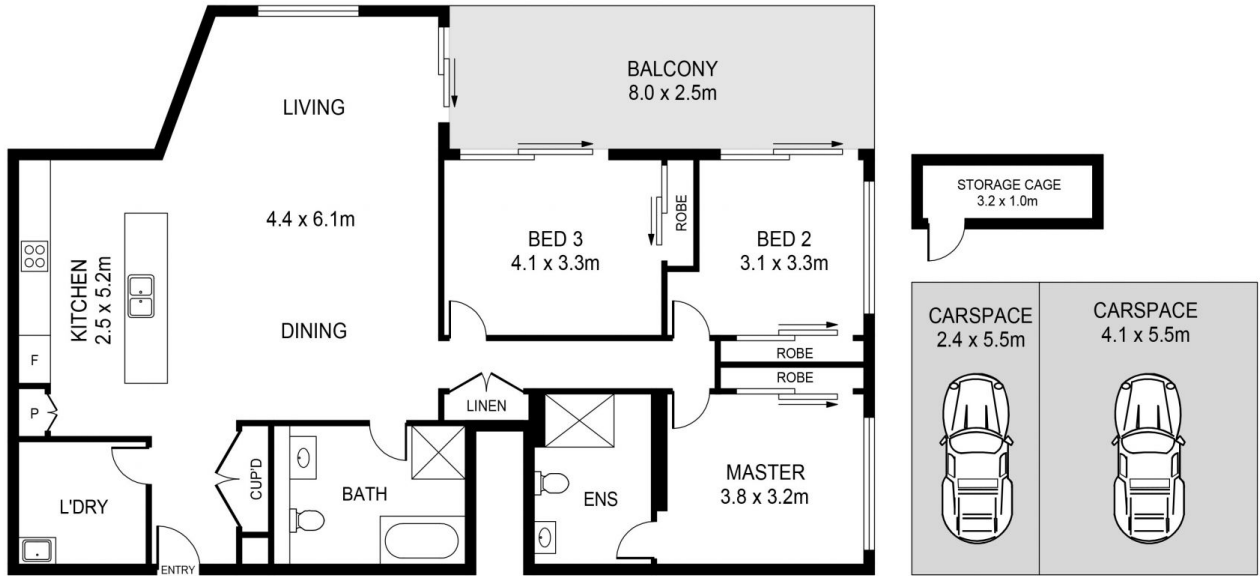 BALCONY
8.0 x 2.5m
LIVING
4.4 x 6.1m
DINING
KITCHEN
2.5 x 5.2m
F
P
L'DRY
ENTRY
CUP'D
BATH
LINEN
BED 3
4.1 x 3.3m
ROBE
BED 2
3.1 x 3.3m
ROBE
ROBE
ENS
MASTER
3.8 x 3.2m
STORAGE CAGE
3.2 x 1.0m
CARSPACE
2.4 x 5.5m
CARSPACE
4.1 x 5.5m